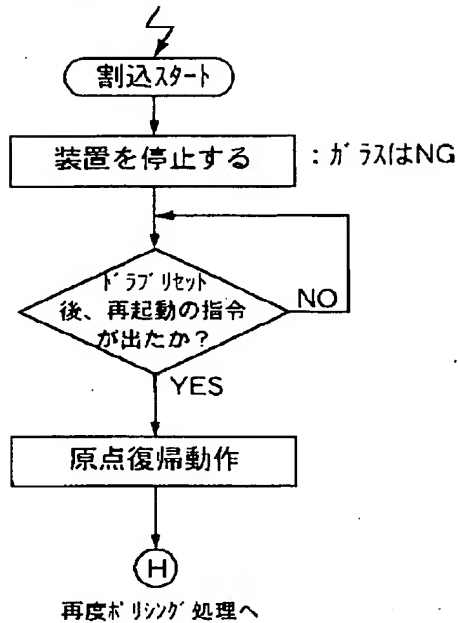 割込スタート
装置を停止する
:ガラスはNG
ドラブリセット
後、再起動の指令
が出たか?
NO
YES
原点復帰動作
H
再度ポリシング処理へ